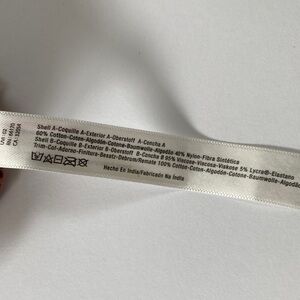 Shell A-Coquille A-Exterior A-Oberstoff A-Concha A
60% Cotton-Coton-Algodón-Cotone-Baumwolle-Algodão 40% Nylon-Fibra Sintética
Shell B-Coquille B-Exterior B-Oberstoff B-Concha B 95% Viscose-Viscosa-Viskose 5% Lycra®-Elastano
Trim-Col-Adorno-Finitura-Besatz-Debrum/Remate 100% Cotton-Coton-Algodón-Cotone-Baumwolle-Algodão
Hecho En India/Fabricado Na Índia